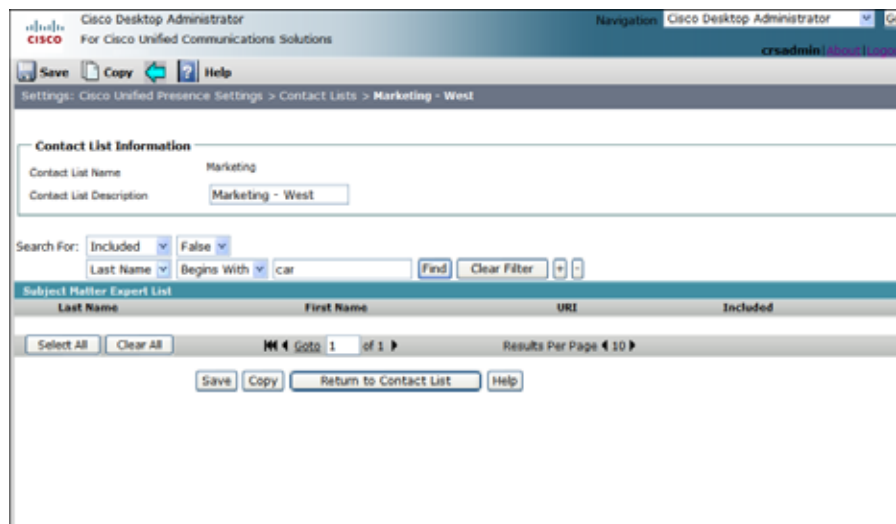 Cisco Desktop Administrator
Navigation Cisco Desktop Administrator
CISCO For Cisco Unified Communications Solutions
crsadmin|About|Logou
Save Copy ? Help
Settings: Cisco Unified Presence Settings > Contact Lists > Marketing - West
Contact List Information
Contact List Name Marketing
Contact List Description Marketing - West
Search For: Included False
Last Name Begins With car Find Clear Filter + -
Subject Matter Expert List
Last Name First Name URI Included
Select All Clear All Goto 1 of 1 Results Per Page 10
Save Copy Return to Contact List Help